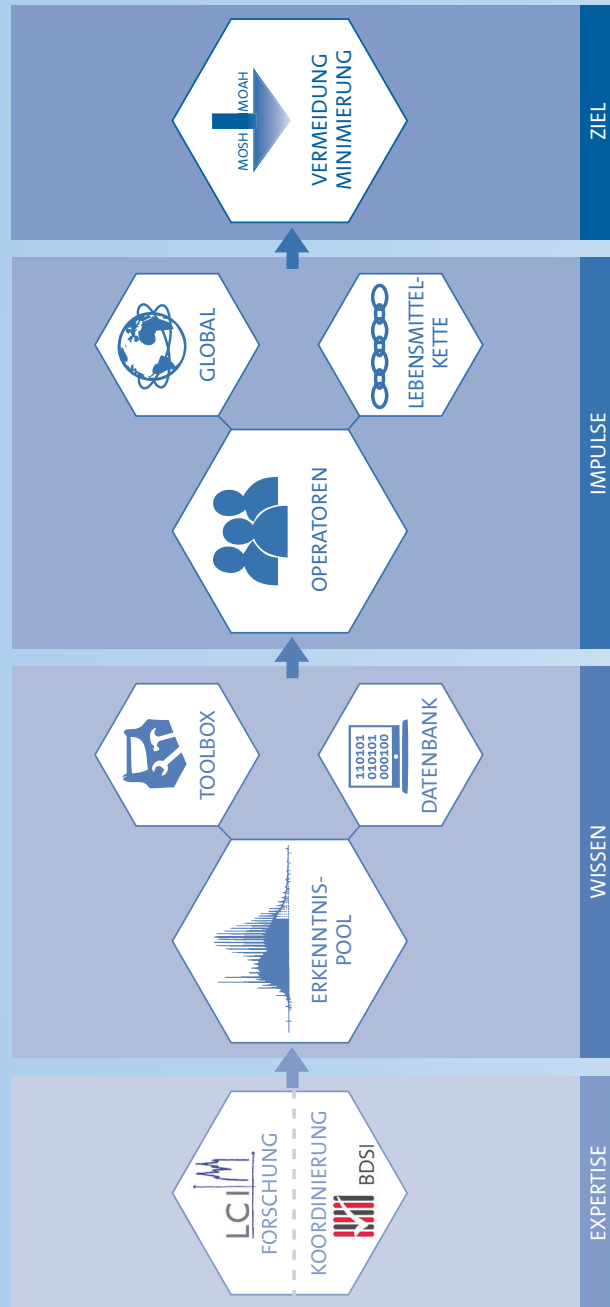 LCI
FORSCHUNG
KOORDINIERUNG
BDSI
EXPERTISE
ERKENNTNIS-
POOL
TOOLBOX
110101
010101
000100
DATENBANK
WISSEN
OPERATOREN
GLOBAL
LEBENSMITTEL-
KETTE
IMPULSE
MOSH MOAH
VERMEIDUNG
MINIMIERUNG
ZIEL